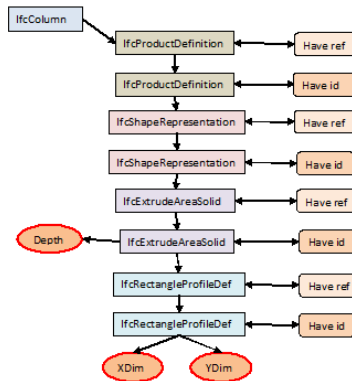 IfcColumn
IfcProductDefinition
Have ref
IfcProductDefinition
Have id
IfcShapeRepresentation
Have ref
IfcShapeRepresentation
Have id
IfcExtrudeAreaSolid
Have ref
Depth
IfcExtrudeAreaSolid
Have id
IfcRectangleProfileDef
Have ref
IfcRectangleProfileDef
Have id
XDim
YDim